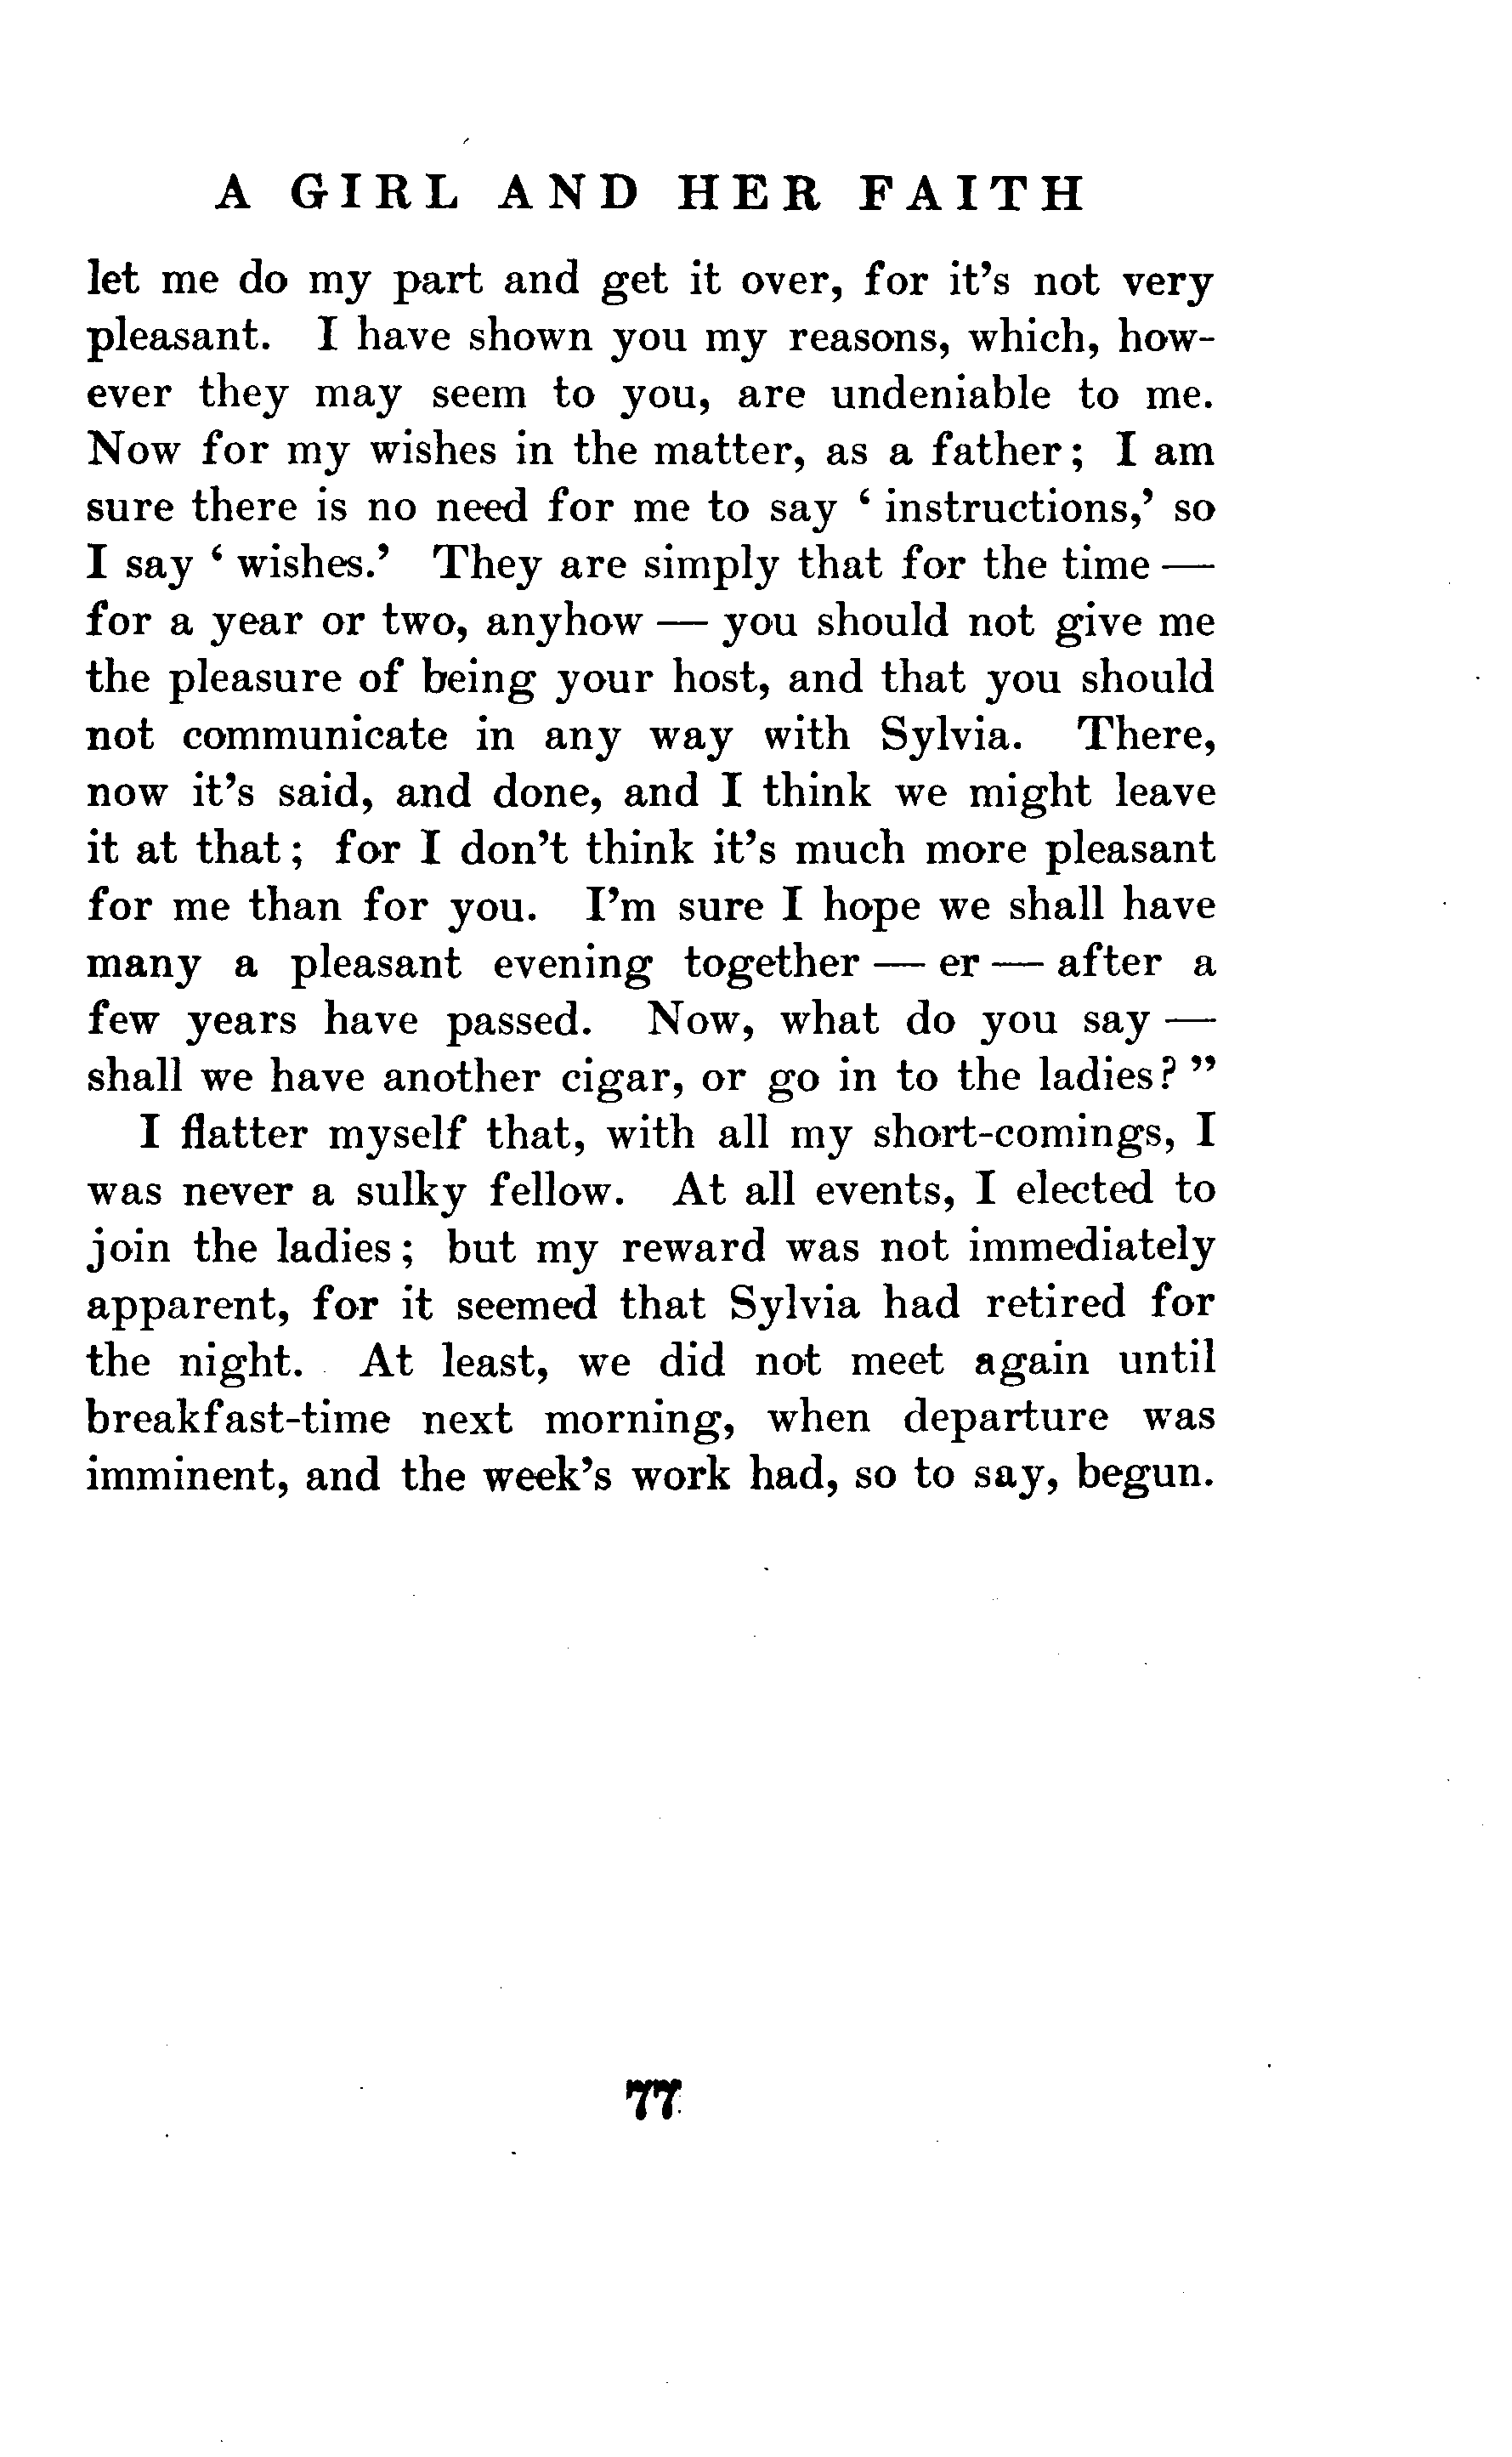 A GIRL AND HER FAITH
let me do my part and get it over, for it's not very
pleasant. I have shown you my reasons, which, how-
ever they may seem to you, are undeniable to me.
Now for my wishes in the matter, as a father; I am
sure there is no need for me to say ‘ instructions,’ so
I say ‘ wishes.’ They are simply that for the time —
for a year or two, anyhow — you should not give me
the pleasure of being your host, and that you should
not communicate in any way with Sylvia. There,
now it's said, and done, and I think we might leave
it at that; for I don't think it's much more pleasant
for me than for you. I'm sure I hope we shall have
many a pleasant evening together — er — after a
few years have passed. Now, what do you say —
shall we have another cigar, or go in to the ladies? ”
I flatter myself that, with all my short-comings, I
was never a sulky fellow. At all events, I elected to
join the ladies; but my reward was not immediately
apparent, for it seemed that Sylvia had retired for
the night. At least, we did not meet again until
breakfast-time next morning, when departure was
imminent, and the week's work had, so to say, begun.
77